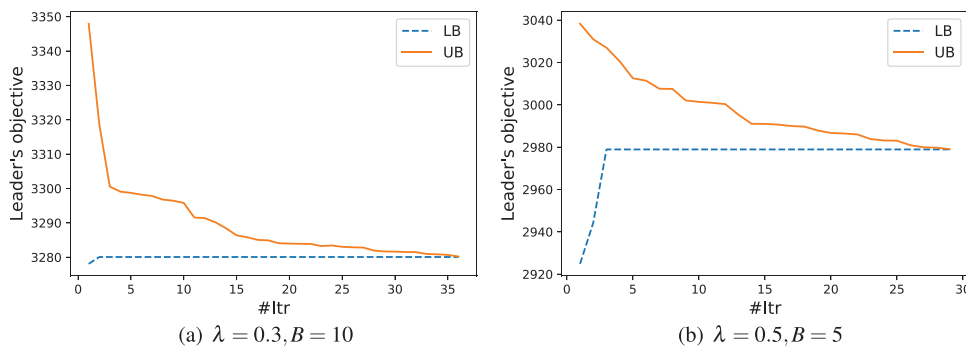 3350
3340
3330
3320
3310
3300
3290
3280
Leader's objective
LB
UB
0 5 10 15 20 25 30 35
#Itr
(a) λ = 0.3, B = 10
3040
3020
3000
2980
2960
2940
2920
Leader's objective
LB
UB
0 5 10 15 20 25 30
#Itr
(b) λ = 0.5, B = 5